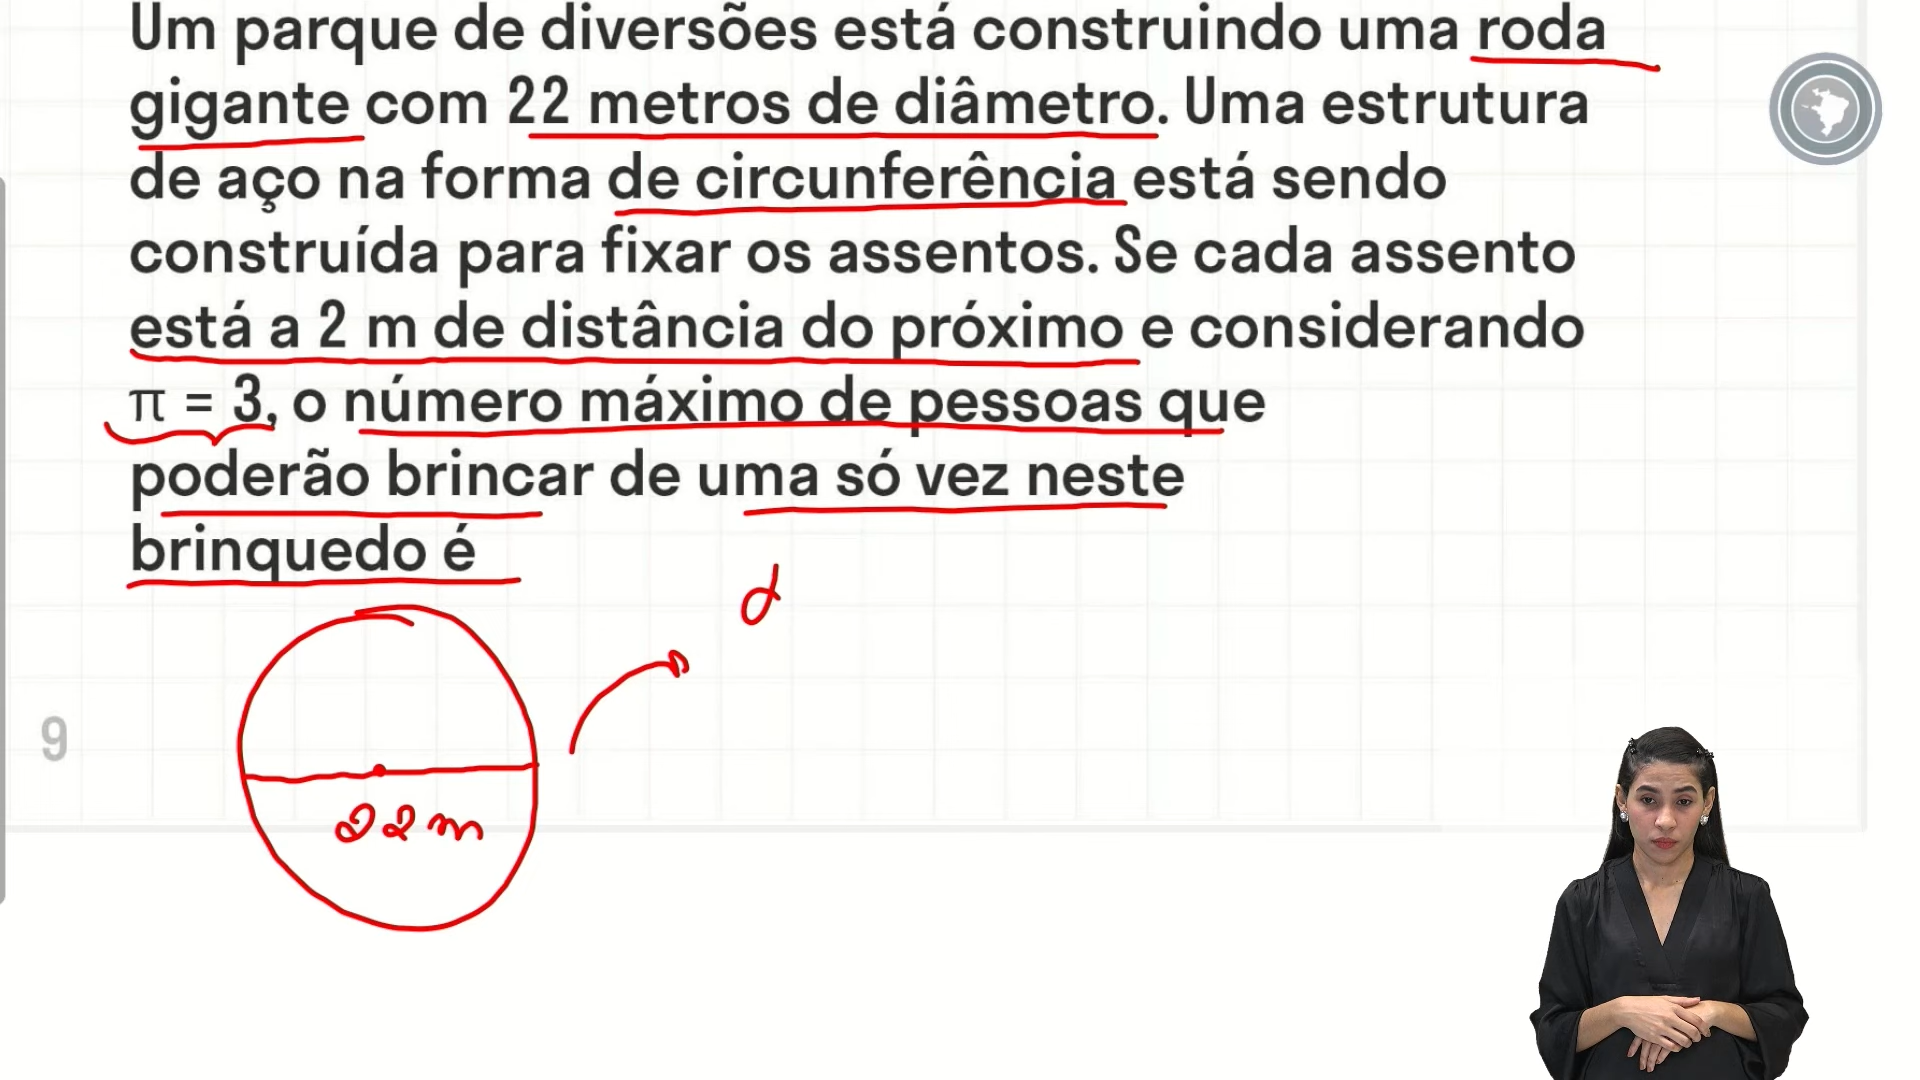 Um parque de diversões está construindo uma roda
gigante com 22 metros de diâmetro. Uma estrutura
de aço na forma de circunferência está sendo
construída para fixar os assentos. Se cada assento
está a 2 m de distância do próximo e considerando
π = 3, o número máximo de pessoas que
poderão brincar de uma só vez neste
brinquedo é
d
9
22 m